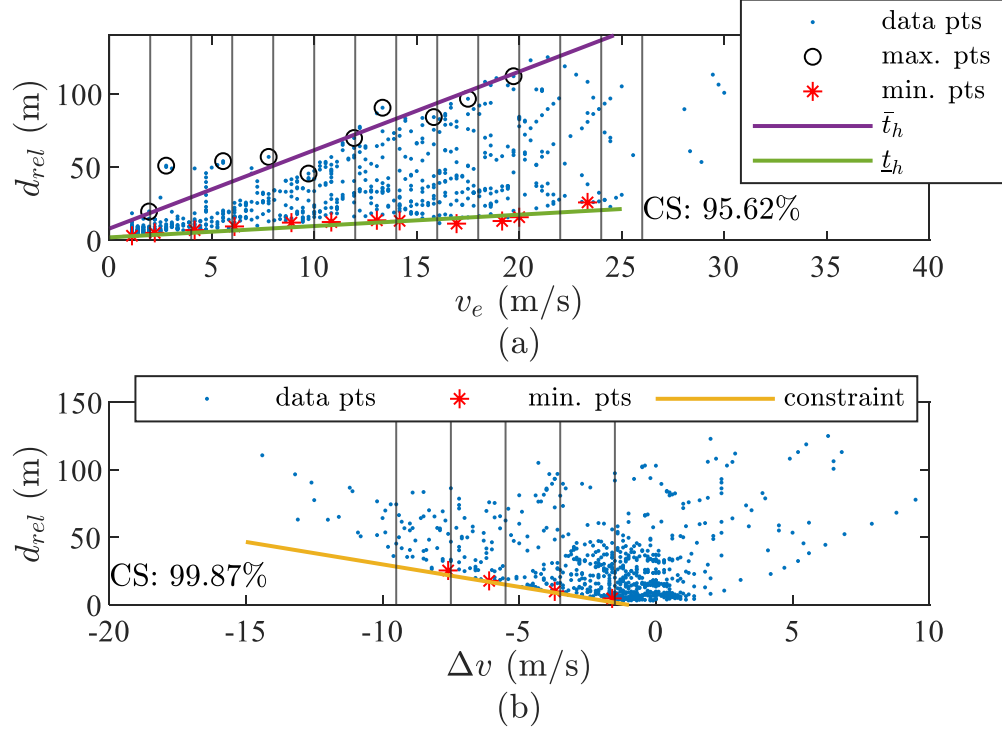 data pts
max. pts
min. pts
t̄_h
t̲_h
100
50
0
d_rel (m)
CS: 95.62%
0 5 10 15 20 25 30 35 40
v_e (m/s)
(a)
data pts min. pts constraint
150
100
50
0
d_rel (m)
CS: 99.87%
-20 -15 -10 -5 0 5 10
Δv (m/s)
(b)